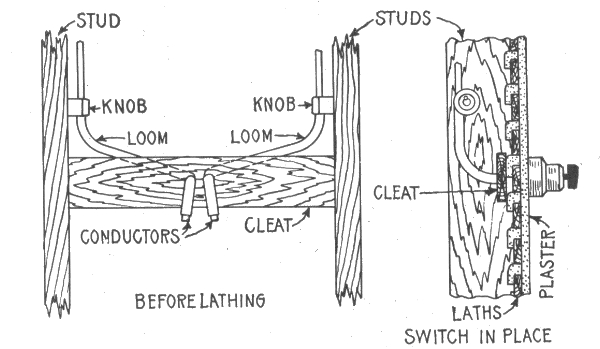 STUD
STUDS
KNOB
KNOB
LOOM
LOOM
CLEAT
CLEAT
CONDUCTORS
PLASTER
BEFORE LATHING
LATHS
SWITCH IN PLACE